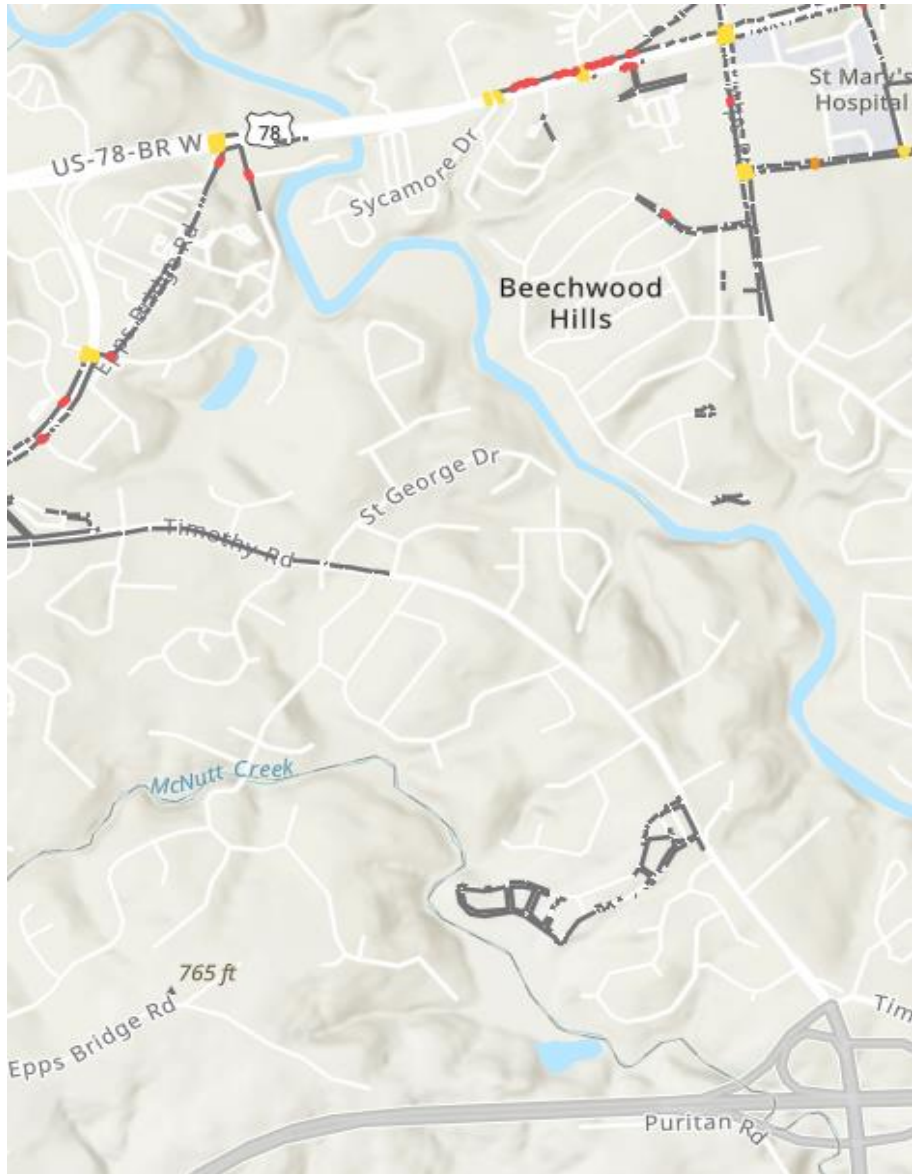 St Mary's
Hospital
US-78-BR W
78
Sycamore Dr
Epps Bridge Rd
Beechwood
Hills
St George Dr
Timothy Rd
McNutt Creek
765 ft
Epps Bridge Rd
Tim
Puritan Rd